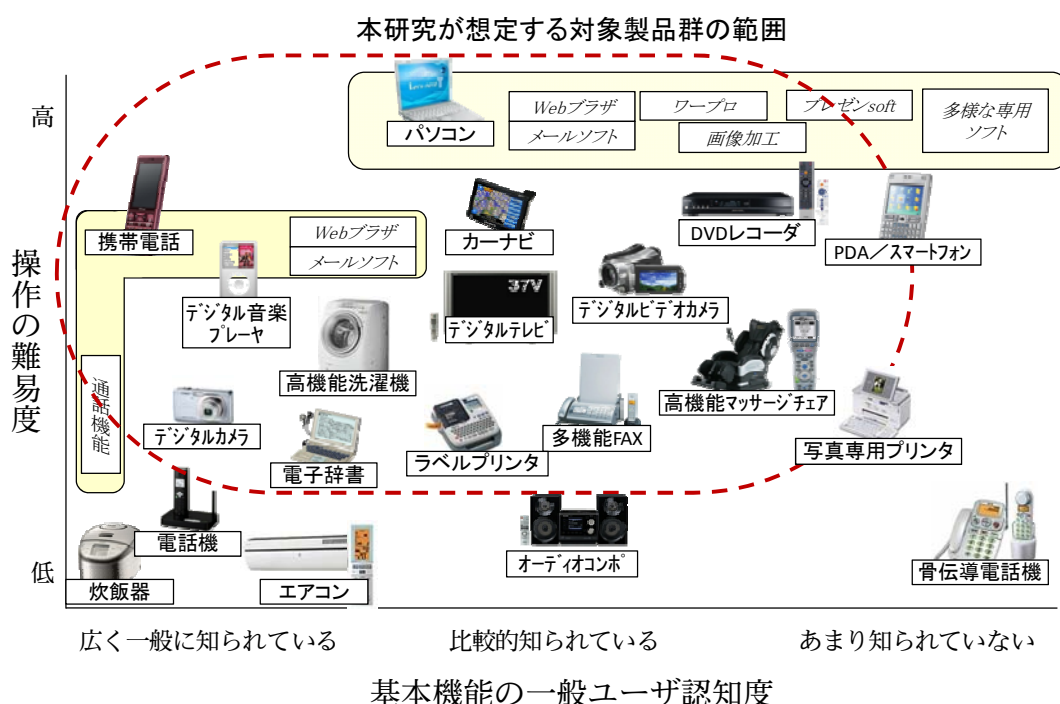 本研究が想定する対象製品群の範囲
高
パソコン
Webブラザ
メールソフト
ワープロ
画像加工
プレゼンsoft
多様な専用
ソフト
携帯電話
Webブラザ
メールソフト
カーナビ
DVDレコーダ
PDA／スマートフォン
操作の難易度
デジタル音楽
プレーヤ
37V
デジタルテレビ
デジタルビデオカメラ
高機能洗濯機
高機能マッサージチェア
通話機能
デジタルカメラ
電子辞書
ラベルプリンタ
多機能FAX
写真専用プリンタ
電話機
オーディオコンポ
骨伝導電話機
低
炊飯器
エアコン
広く一般に知られている
比較的知られている
あまり知られていない
基本機能の一般ユーザ認知度